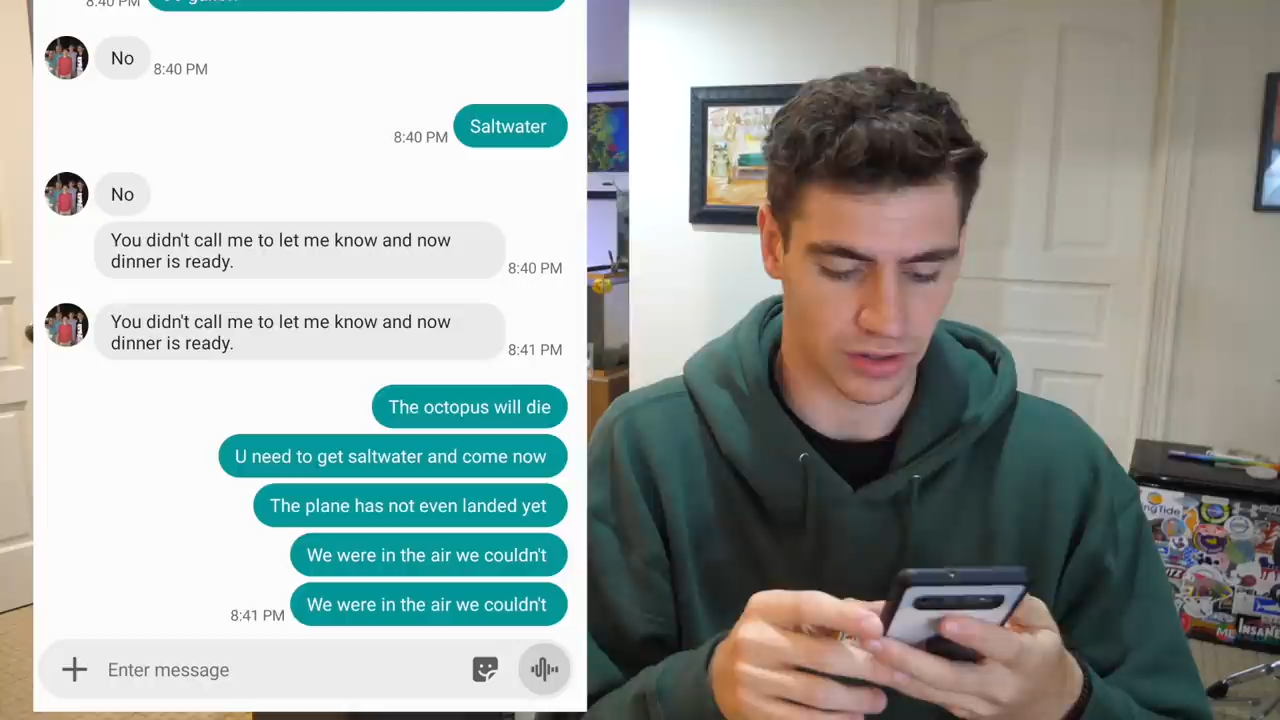 8:40 PM
No
8:40 PM
8:40 PM
Saltwater
No
You didn't call me to let me know and now
dinner is ready.
8:40 PM
You didn't call me to let me know and now
dinner is ready.
8:41 PM
The octopus will die
U need to get saltwater and come now
The plane has not even landed yet
We were in the air we couldn't
8:41 PM
We were in the air we couldn't
Enter message
INSANE